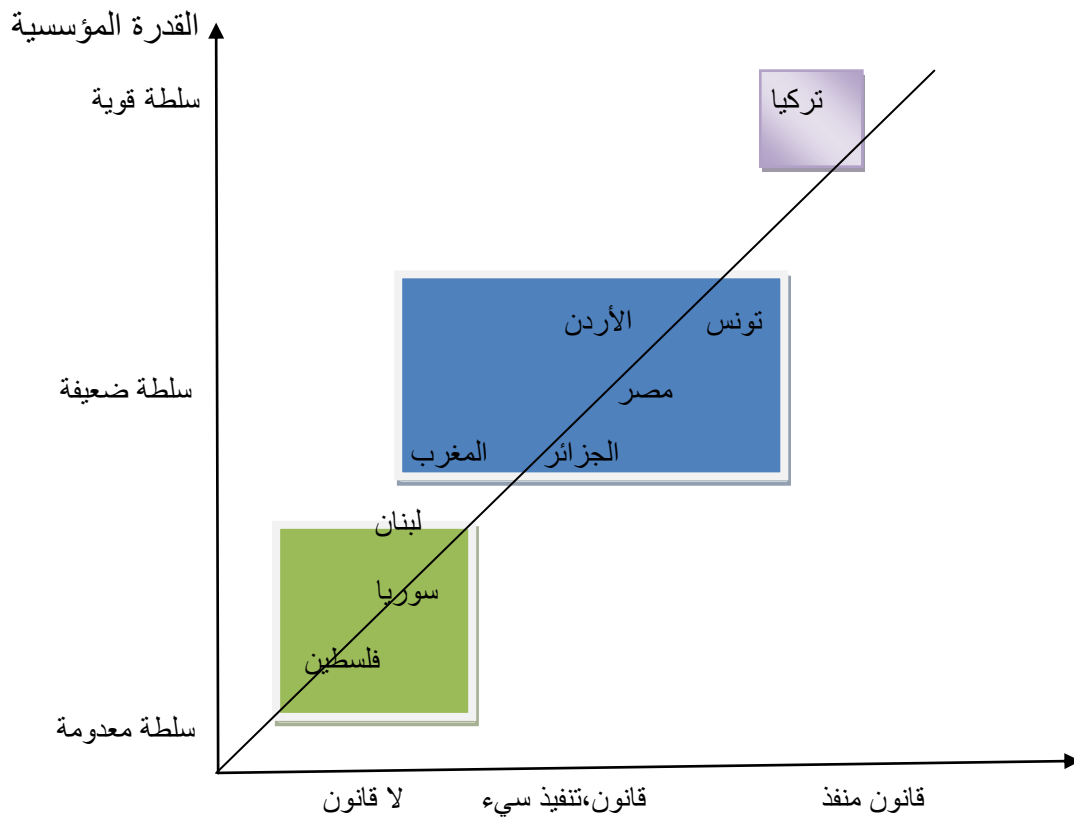 القدرة المؤسسية
سلطة قوية
تركيا
الأردن
تونس
سلطة ضعيفة
مصر
المغرب
الجزائر
لبنان
سوريا
فلسطين
سلطة معدومة
لا قانون
قانون،تنفيذ سيء
قانون منفذ